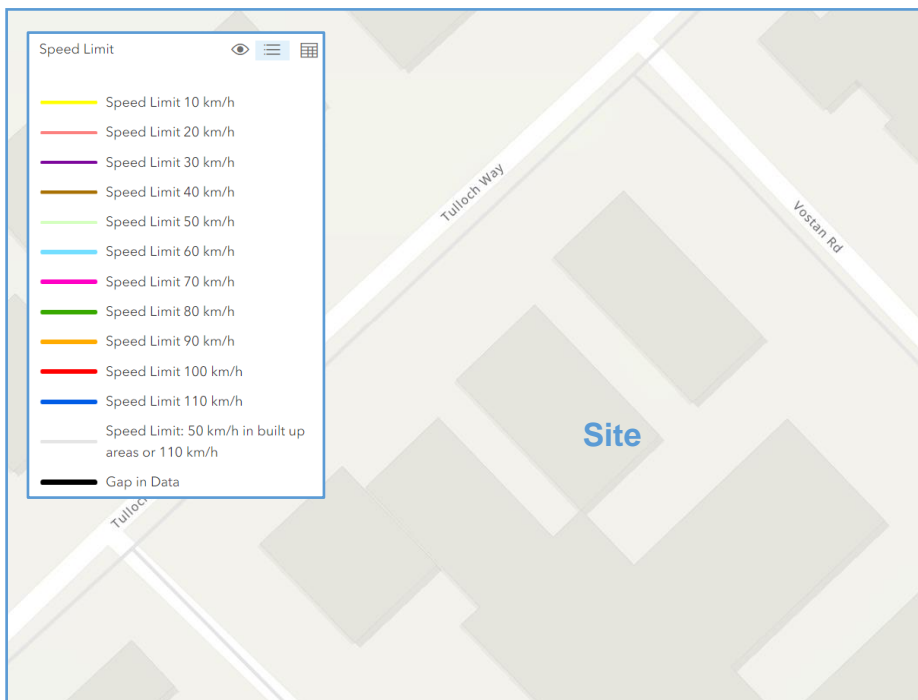 Speed Limit
Speed Limit 10 km/h
Speed Limit 20 km/h
Speed Limit 30 km/h
Speed Limit 40 km/h
Speed Limit 50 km/h
Speed Limit 60 km/h
Speed Limit 70 km/h
Speed Limit 80 km/h
Speed Limit 90 km/h
Speed Limit 100 km/h
Speed Limit 110 km/h
Speed Limit: 50 km/h in built up
areas or 110 km/h
Gap in Data
Tulloch Way
Vostan Rd
Site
Tulloc